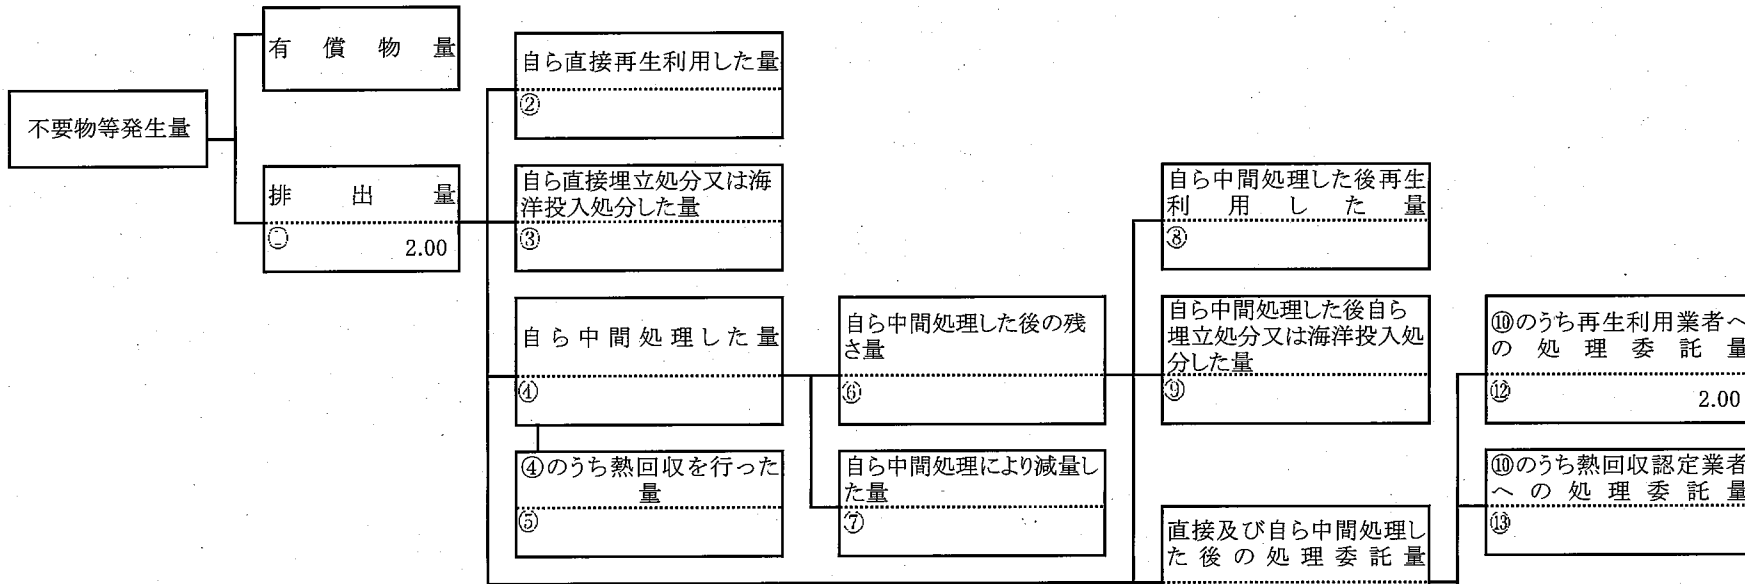 不要物等発生量
有償物量
排出量
①
2.00
自ら直接再生利用した量
②
自ら直接埋立処分又は海
洋投入処分した量
③
自ら中間処理した量
④
④のうち熱回収を行った
量
⑤
自ら中間処理した後の残
さ量
⑥
自ら中間処理により減量し
た量
⑦
自ら中間処理した後再生
利用した量
⑧
自ら中間処理した後自ら
埋立処分又は海洋投入処
分した量
⑨
直接及び自ら中間処理し
た後の処理委託量
⑩のうち再生利用業者へ
の処理委託量
⑫
2.00
⑩のうち熱回収認定業者
への処理委託量
⑬